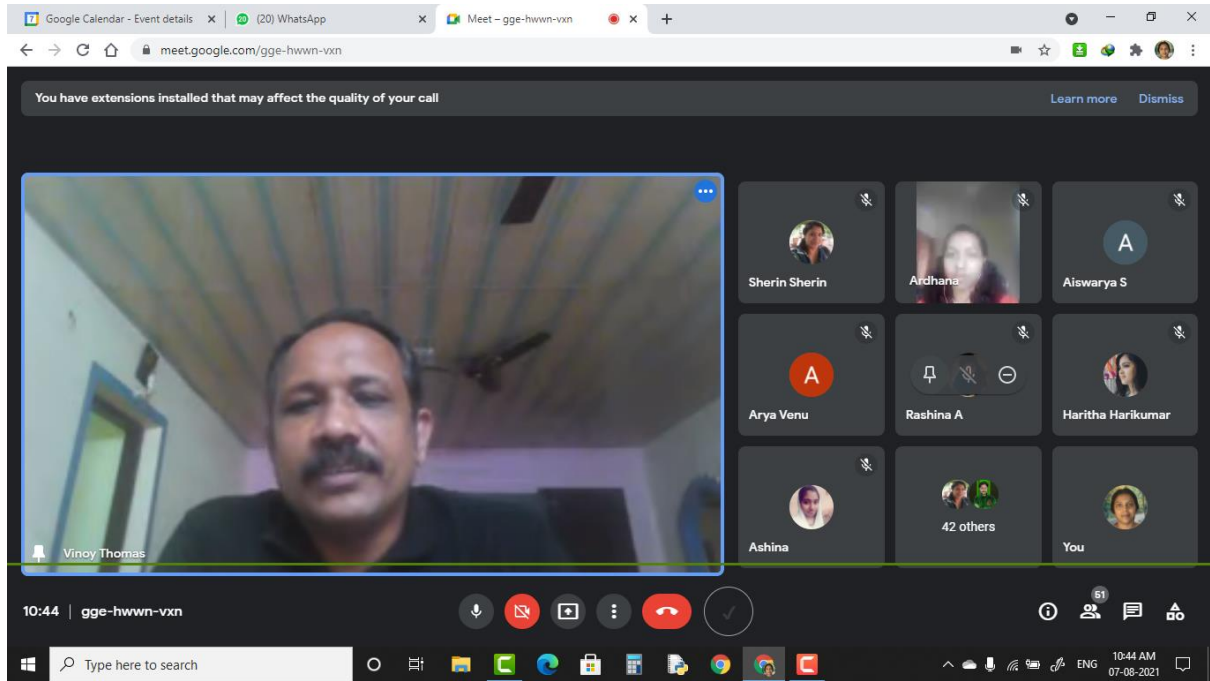 Google Calendar - Event details
(20) WhatsApp
Meet – gge-hwwn-vxn
meet.google.com/gge-hwwn-vxn
You have extensions installed that may affect the quality of your call
Learn more
Dismiss
Sherin Sherin
Ardhana
Aiswarya S
A
Arya Venu
A
Rashina A
Haritha Harikumar
Vinoy Thomas
Ashina
42 others
You
10:44 | gge-hwwn-vxn
51
Type here to search
ENG
10:44 AM
07-08-2021